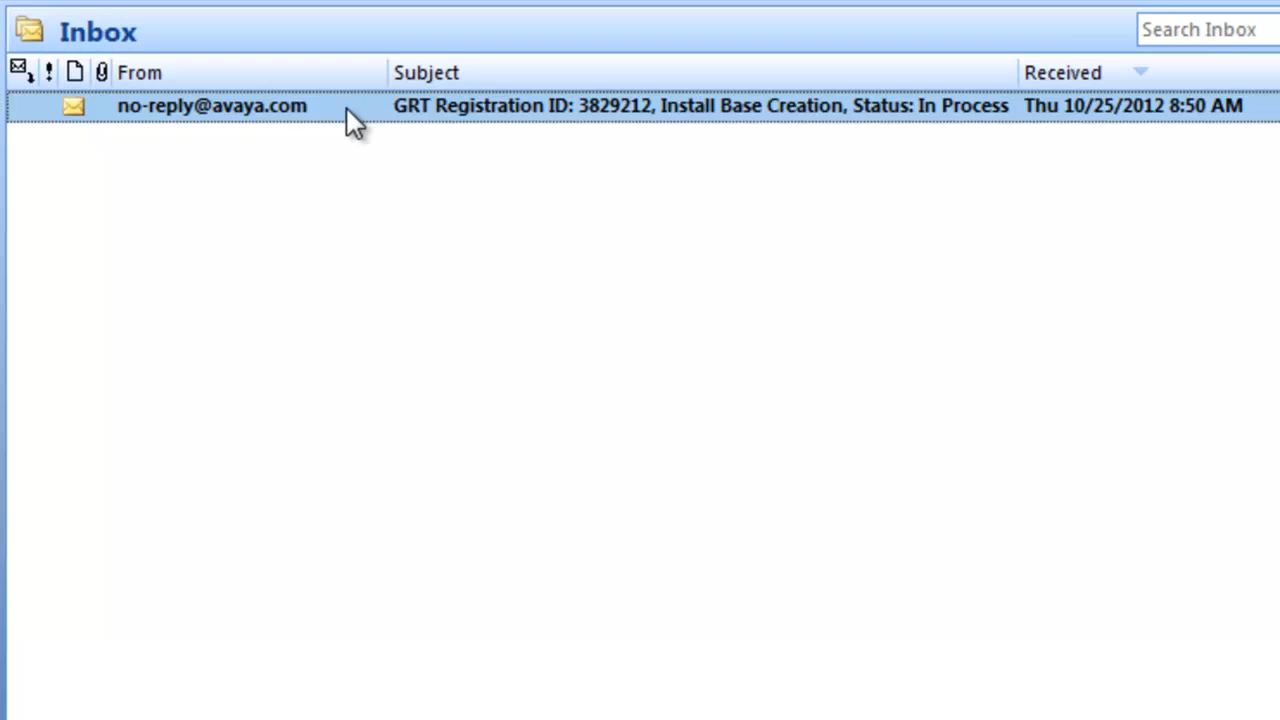 Inbox
Search Inbox
From Subject Received
no-reply@avaya.com GRT Registration ID: 3829212, Install Base Creation, Status: In Process Thu 10/25/2012 8:50 AM